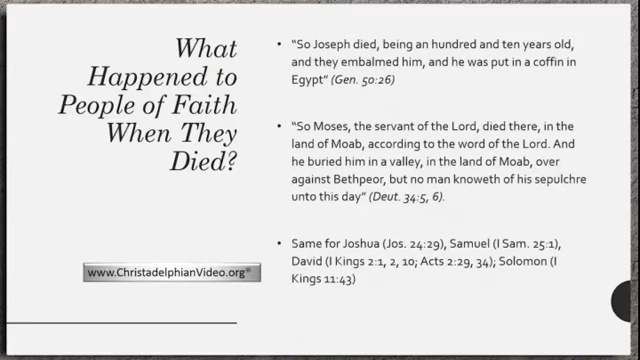 What
Happened to
People of Faith
When They
Died?
www.ChristadelphianVideo.org®
• "So Joseph died, being an hundred and ten years old,
and they embalmed him, and he was put in a coffin in
Egypt" (Gen. 50:26)
• "So Moses, the servant of the Lord, died there, in the
land of Moab, according to the word of the Lord. And
he buried him in a valley, in the land of Moab, over
against Bethpeor, but no man knoweth of his sepulchre
unto this day" (Deut. 34:5, 6).
• Same for Joshua (Jos. 24:29), Samuel (I Sam. 25:1),
David (I Kings 2:1, 2, 10; Acts 2:29, 34); Solomon (I
Kings 11:43)